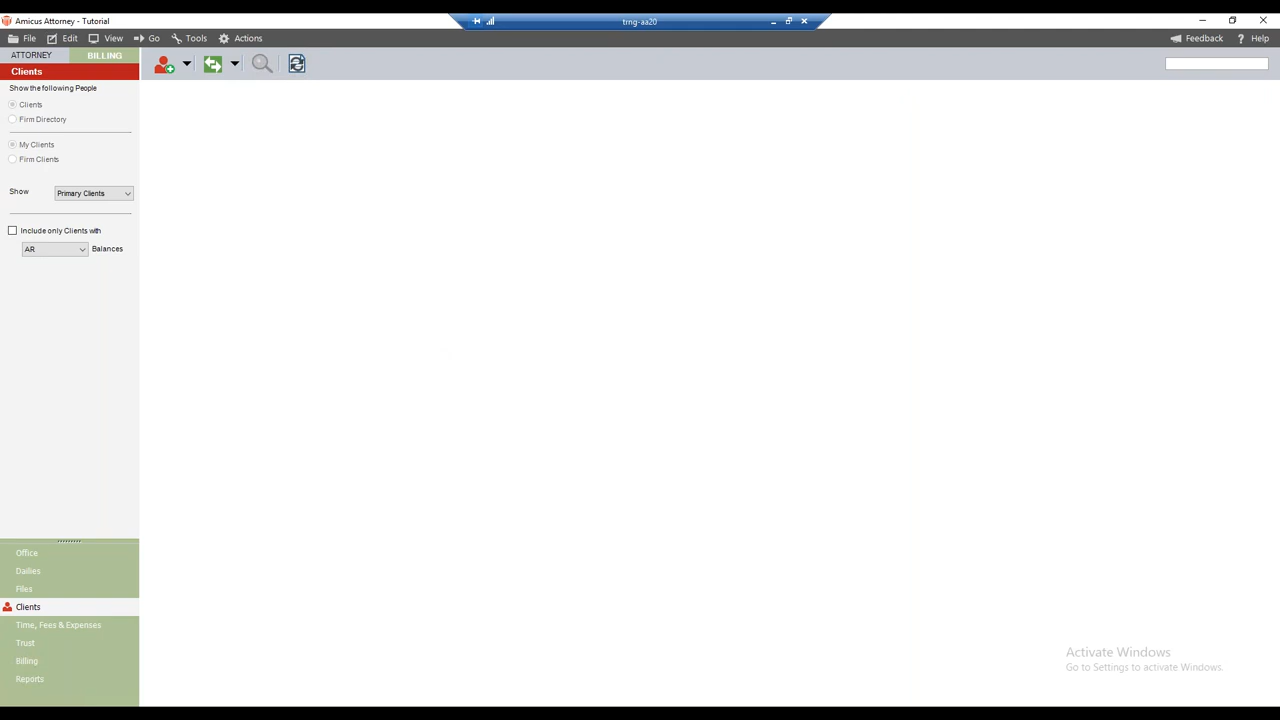 Amicus Attorney - Tutorial
trng-aa20
File Edit View Go Tools Actions Feedback ? Help
ATTORNEY BILLING
Clients
Show the following People
Clients
Firm Directory
My Clients
Firm Clients
Show Primary Clients
Include only Clients with
AR Balances
Office
Dailies
Files
Clients
Time, Fees & Expenses
Trust
Billing
Reports
Activate Windows
Go to Settings to activate Windows.